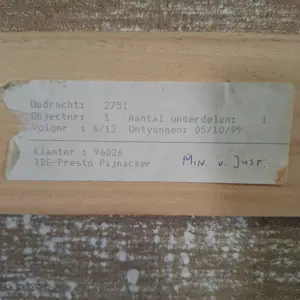 Opdracht: 2751
Objectnr: 1 Aantal onderdelen: 1
Volgnr : 6/12 Ontvangen: 05/10/99
Klantnr : 96026
IDG-Presto Pijnacker Min v. Just.